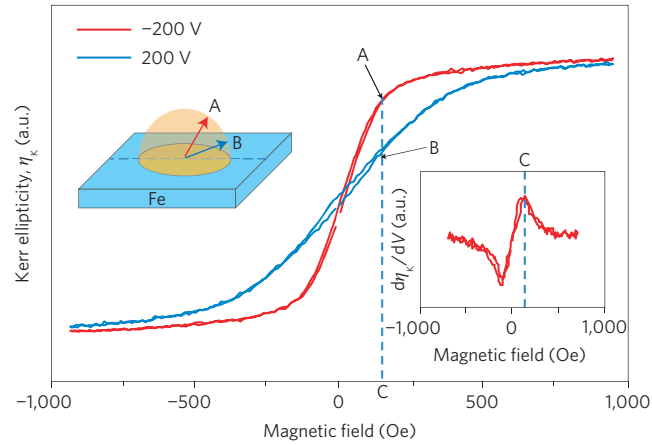 −200 V
200 V
A
A
B
Fe
B
C
Kerr ellipticity, ηK (a.u.)
dηK/dV (a.u.)
−1,000
0
1,000
Magnetic field (Oe)
−1,000
−500
0
C
500
1,000
Magnetic field (Oe)